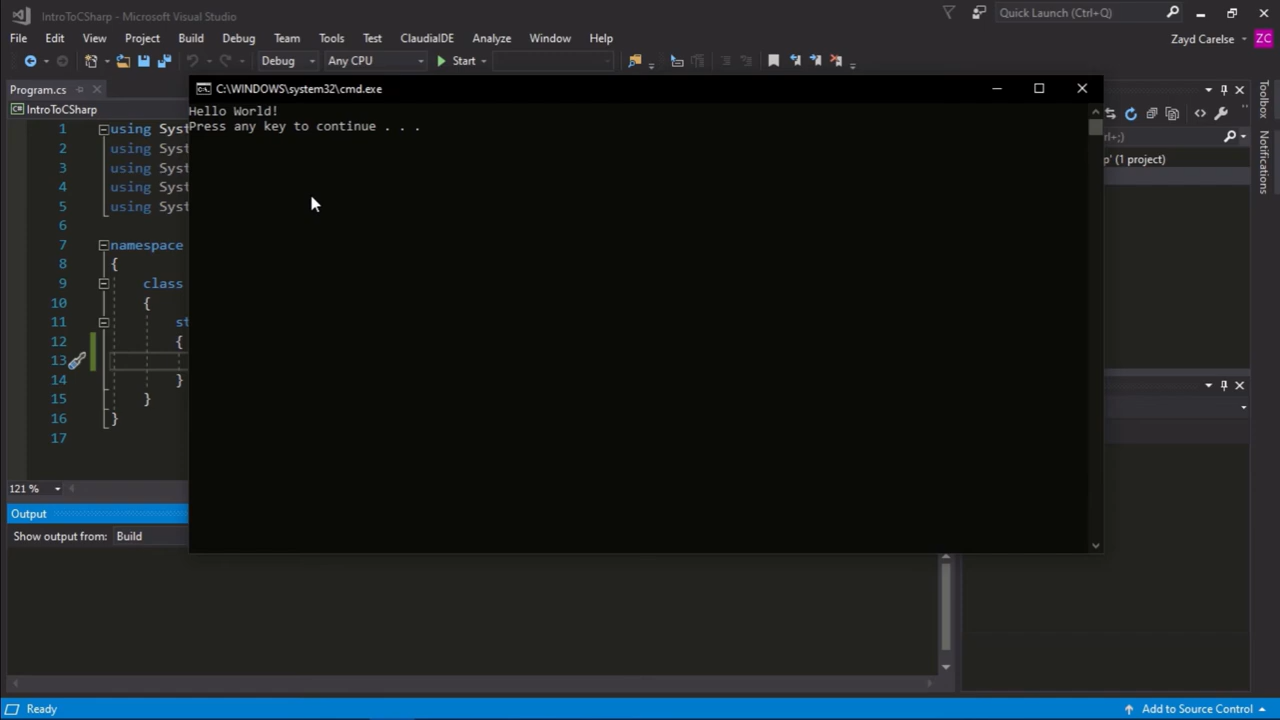 IntroToCSharp - Microsoft Visual Studio
Quick Launch (Ctrl+Q)
File Edit View Project Build Debug Team Tools Test ClaudiaIDE Analyze Window Help
Zayd Carelse ZC
Debug Any CPU Start
Program.cs
C:\WINDOWS\system32\cmd.exe
IntroToCSharp
Hello World!
Press any key to continue . . .
1 using Syst
2 using Syst
3 using Syst
4 using Syst
5 using Syst
6
7 namespace
8 {
9 class
10 {
11 st
12 {
13
14 }
15 }
16 }
17
+;)
p' (1 project)
Toolbox
Notifications
121 %
Output
Show output from: Build
Ready
Add to Source Control